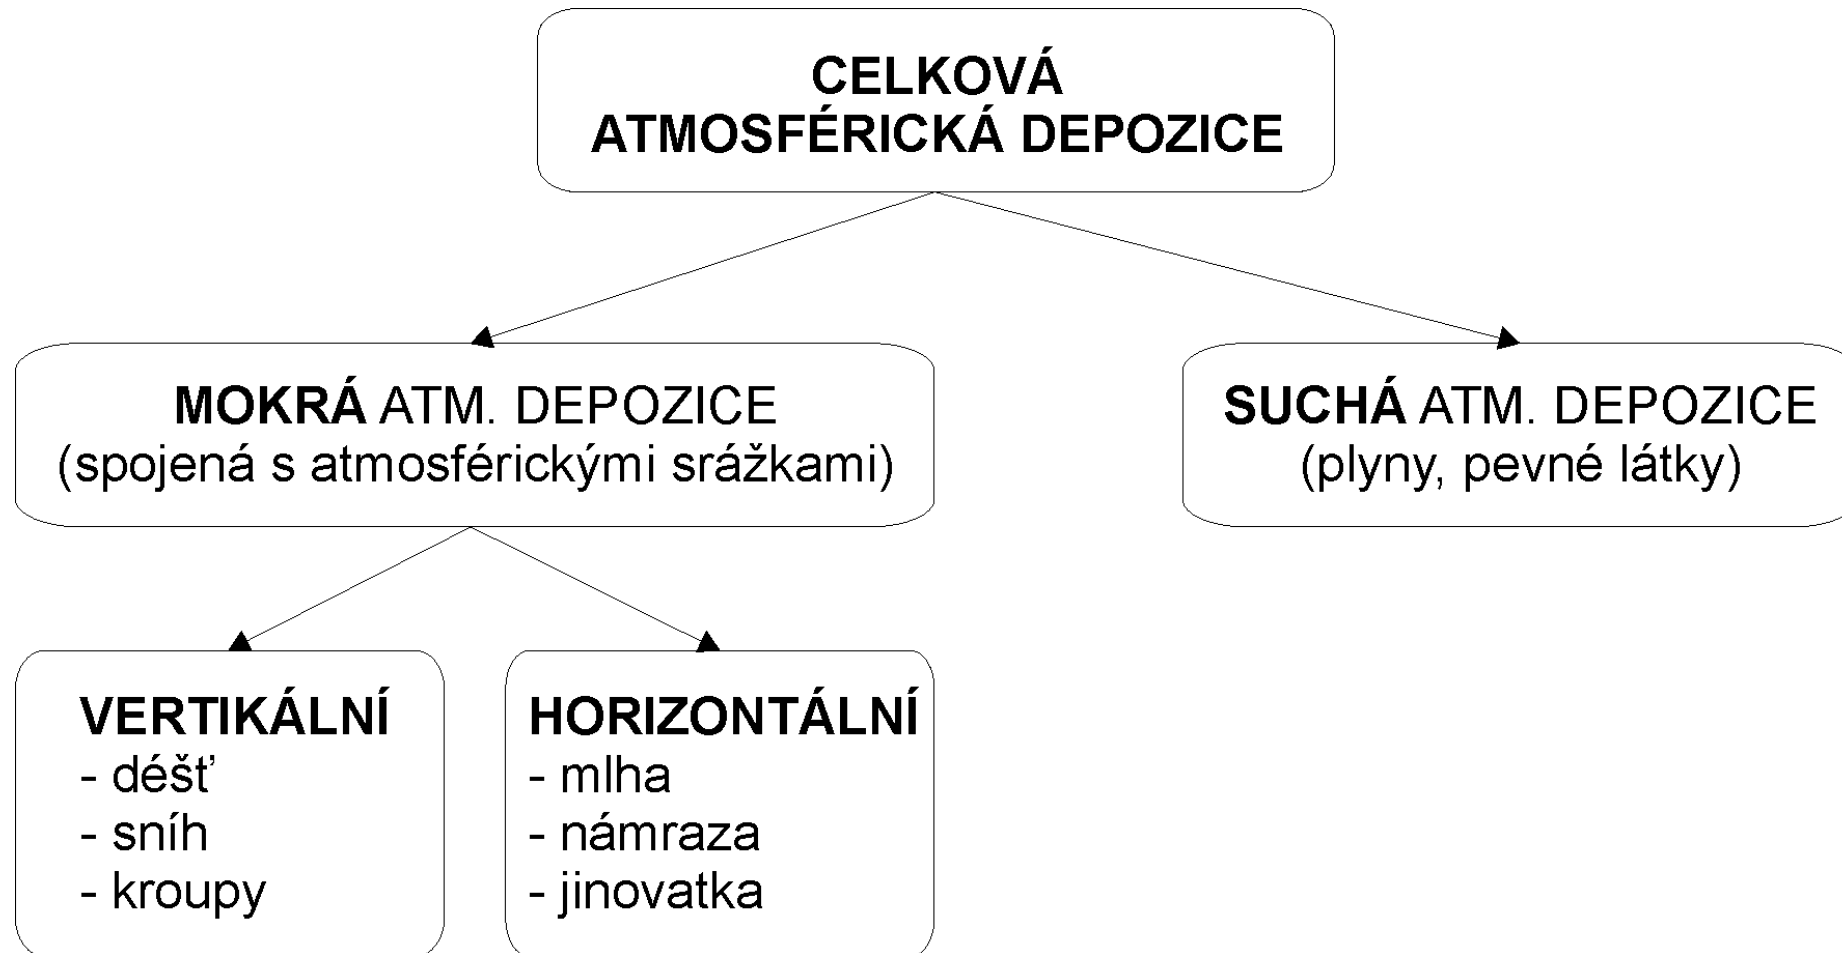 CELKOVÁ
ATMOSFÉRICKÁ DEPOZICE
MOKRÁ ATM. DEPOZICE
(spojená s atmosférickými srážkami)
SUCHÁ ATM. DEPOZICE
(plyny, pevné látky)
VERTIKÁLNÍ
- déšť
- sníh
- kroupy
HORIZONTÁLNÍ
- mlha
- námraza
- jinovatka